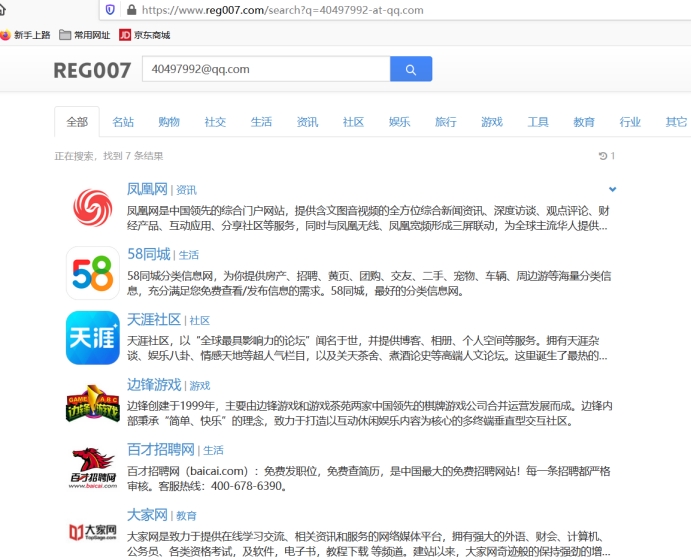 https://www.reg007.com/search?q=40497992-at-qq.com
新手上路 常用网址 JD 京东商城
REG007 40497992@qq.com
全部 名站 购物 社交 生活 资讯 社区 娱乐 旅行 游戏 工具 教育 行业 其它
正在搜索，找到 7 条结果 1
凤凰网 | 资讯
凤凰网是中国领先的综合门户网站，提供含文图音视频的全方位综合新闻资讯、深度访谈、观点评论、财
经产品、互动应用、分享社区等服务，同时与凤凰无线、凤凰宽频形成三屏联动，为全球主流华人提供...
58
58同城 | 生活
58同城分类信息网，为你提供房产、招聘、黄页、团购、交友、二手、宠物、车辆、周边游等海量分类信
息，充分满足您免费查看/发布信息的需求。58同城，最好的分类信息网。
天涯
天涯社区 | 社区
天涯社区，以“全球最具影响力的论坛”闻名于世，并提供博客、相册、个人空间等服务。拥有天涯杂
谈、娱乐八卦、情感天地等超人气栏目，以及关天茶舍、煮酒论史等高端人文论坛。这里诞生了最热的...
GAME ABC
边锋游戏
边锋游戏 | 游戏
边锋创建于1999年，主要由边锋游戏和游戏茶苑两家中国领先的棋牌游戏公司合并运营发展而成。边锋内
部秉承“简单、快乐”的理念，致力于打造以互动休闲娱乐内容为核心的多终端垂直型交互社区。
百才招聘网
www.baicai.com
百才招聘网 | 生活
百才招聘网（baicai.com）：免费发职位，免费查简历，是中国最大的免费招聘网站！每一条招聘都严格
审核。客服热线：400-678-6390。
大家网
TopSage.com
大家网 | 教育
大家网是致力于提供在线学习交流、相关资讯和服务的网络媒体平台，拥有强大的外语、财会、计算机、
公务员、各类资格考试，及软件，电子书，教程下载 等频道。建站以来，大家网奇迹般的保持强劲的增...